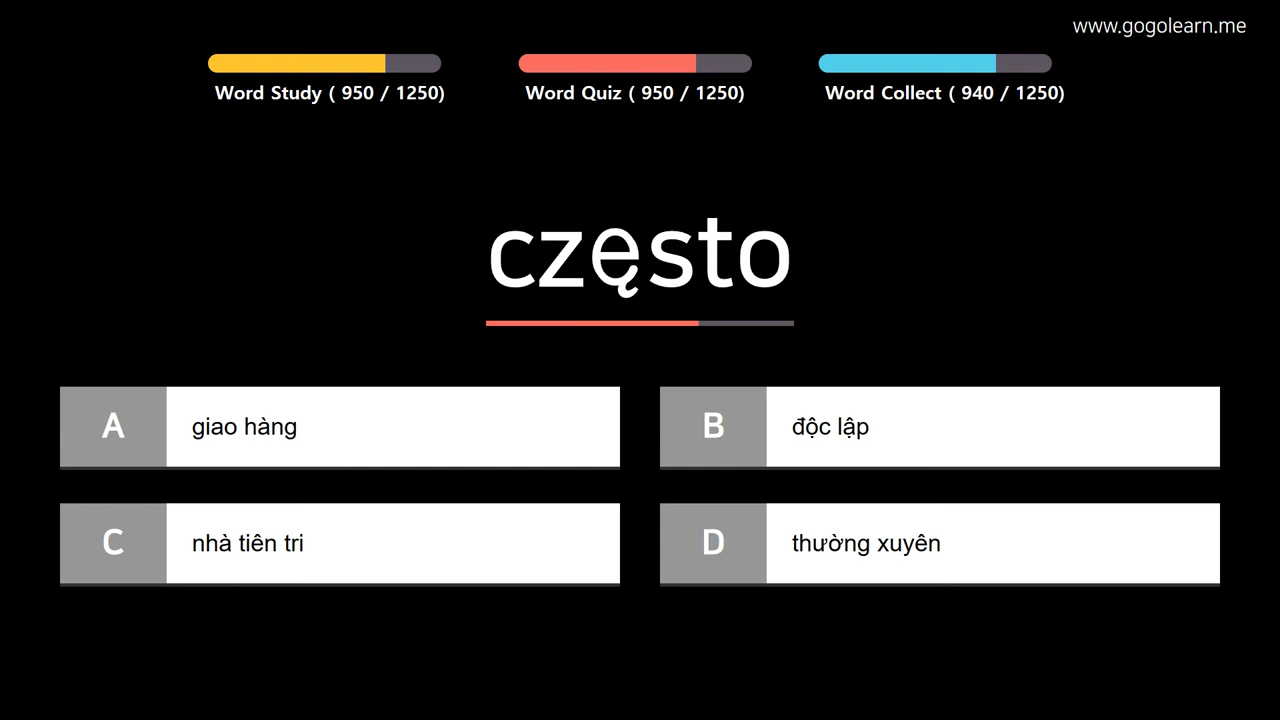 www.gogolearn.me
Word Study ( 950 / 1250)
Word Quiz ( 950 / 1250)
Word Collect ( 940 / 1250)
często
A
giao hàng
B
độc lập
C
nhà tiên tri
D
thường xuyên